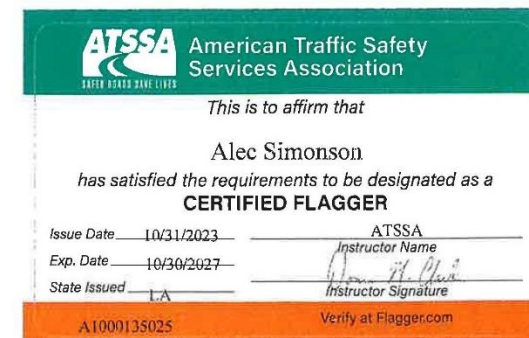 ATSSA
SAFER ROADS SAVE LIVES
American Traffic Safety
Services Association
This is to affirm that
Alec Simonson
has satisfied the requirements to be designated as a
CERTIFIED FLAGGER
Issue Date 10/31/2023
ATSSA
Instructor Name
Exp. Date 10/30/2027
State Issued LA
Instructor Signature
A1000135025
Verify at Flagger.com